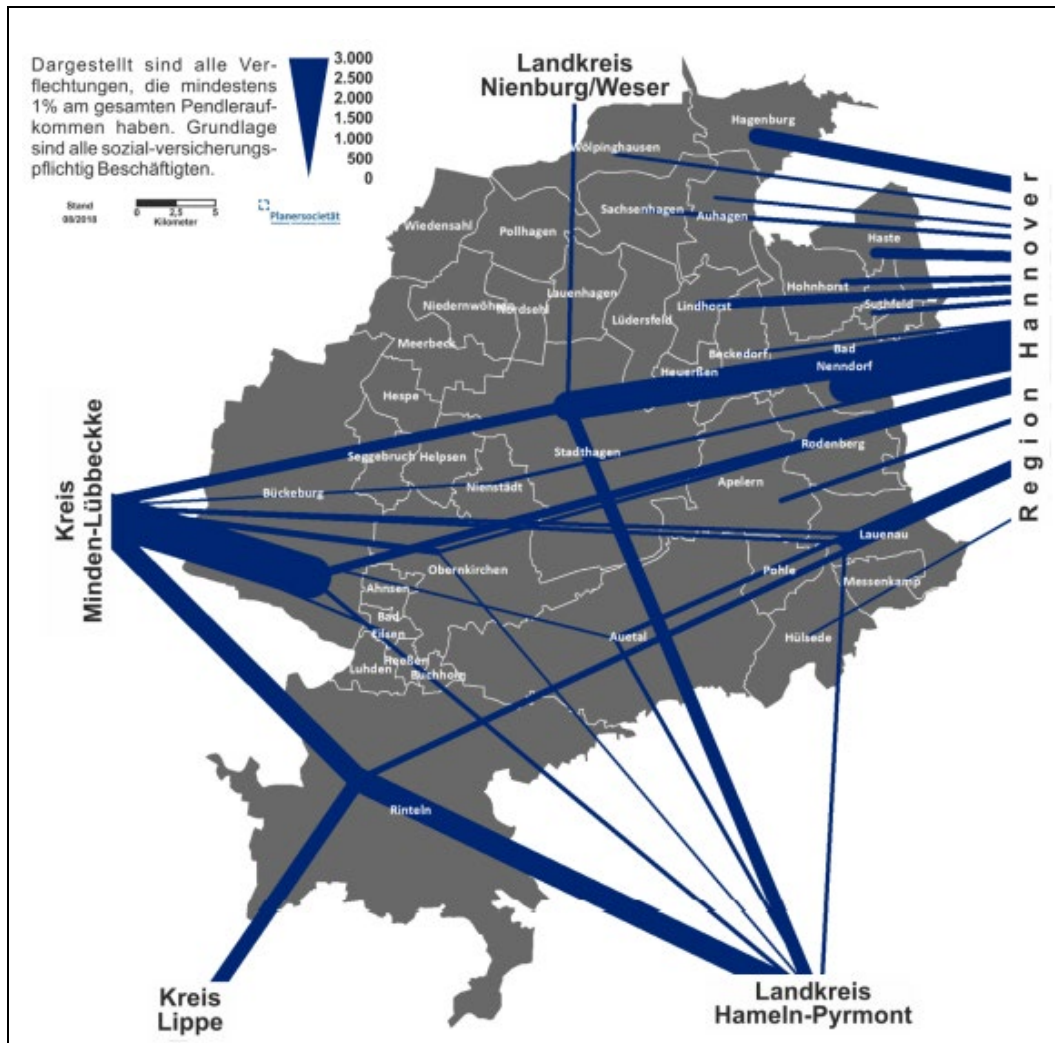 Dargestellt sind alle Ver-
flechtungen, die mindestens
1% am gesamten Pendlerauf-
kommen haben. Grundlage
sind alle sozial-versicherungs-
pflichtig Beschäftigten.
3.000
2.500
2.000
1.500
1.000
500
0
Stand
08/2018
0 2,5 5
Kilometer
Planersocietät
Landkreis
Nienburg/Weser
Hagenburg
Wölpinghausen
Sachsenhagen
Auhagen
Wiedensahl
Pollhagen
Haste
Hohnhorst
Suthfeld
Niedernwöhren
Nordsehl
Lauenhagen
Lüdersfeld
Lindhorst
Meerbeck
Heuerßen
Beckedorf
Bad
Nenndorf
Hespe
Region Hannover
Kreis
Minden-Lübbeckke
Seggebruch
Helpsen
Stadthagen
Rodenberg
Bückeburg
Nienstädt
Apelern
Lauenau
Obernkirchen
Pohle
Messenkamp
Ahnsen
Bad
Eilsen
Auetal
Hülsede
Heeßen
Luhden
Buchholz
Rinteln
Kreis
Lippe
Landkreis
Hameln-Pyrmont